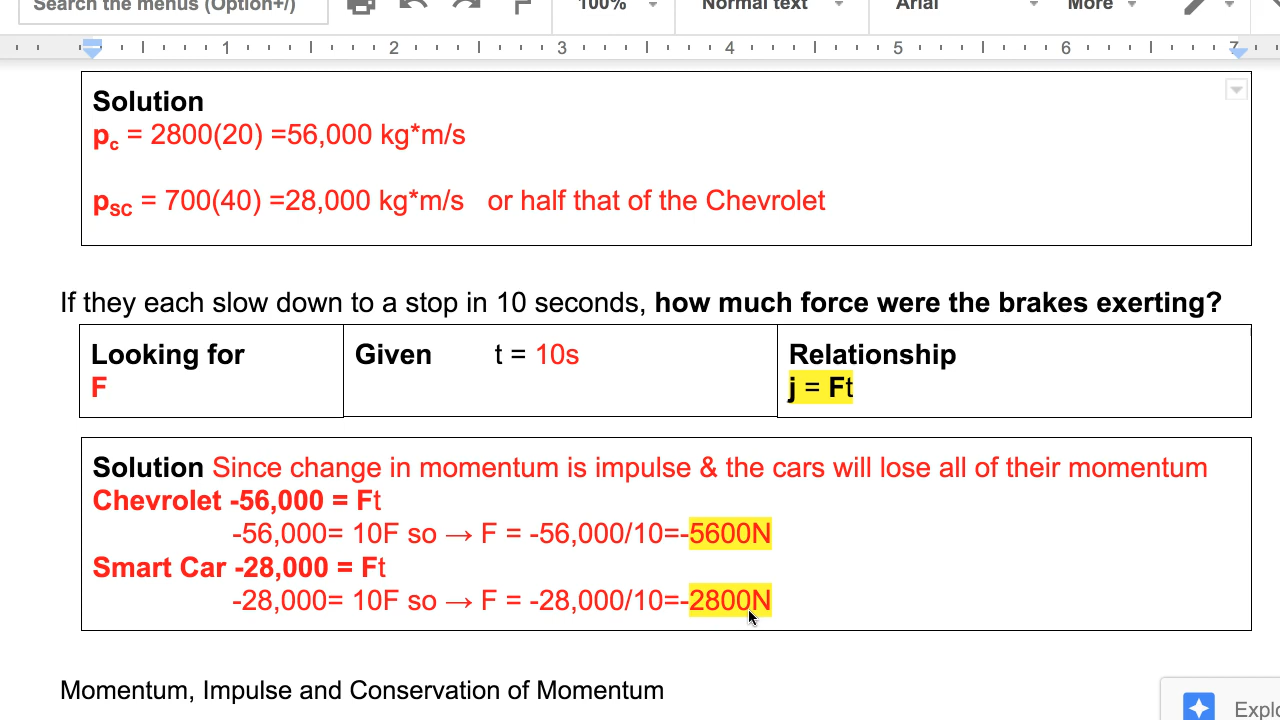 Search the menus (Option+/)
100%
Normal text
Arial
More
1 2 3 4 5 6 7
Solution
pc = 2800(20) =56,000 kg*m/s
pSC = 700(40) =28,000 kg*m/s or half that of the Chevrolet
If they each slow down to a stop in 10 seconds, how much force were the brakes exerting?
Looking for
F
Given t = 10s
Relationship
j = Ft
Solution Since change in momentum is impulse & the cars will lose all of their momentum
Chevrolet -56,000 = Ft
-56,000= 10F so → F = -56,000/10=-5600N
Smart Car -28,000 = Ft
-28,000= 10F so → F = -28,000/10=-2800N
Momentum, Impulse and Conservation of Momentum